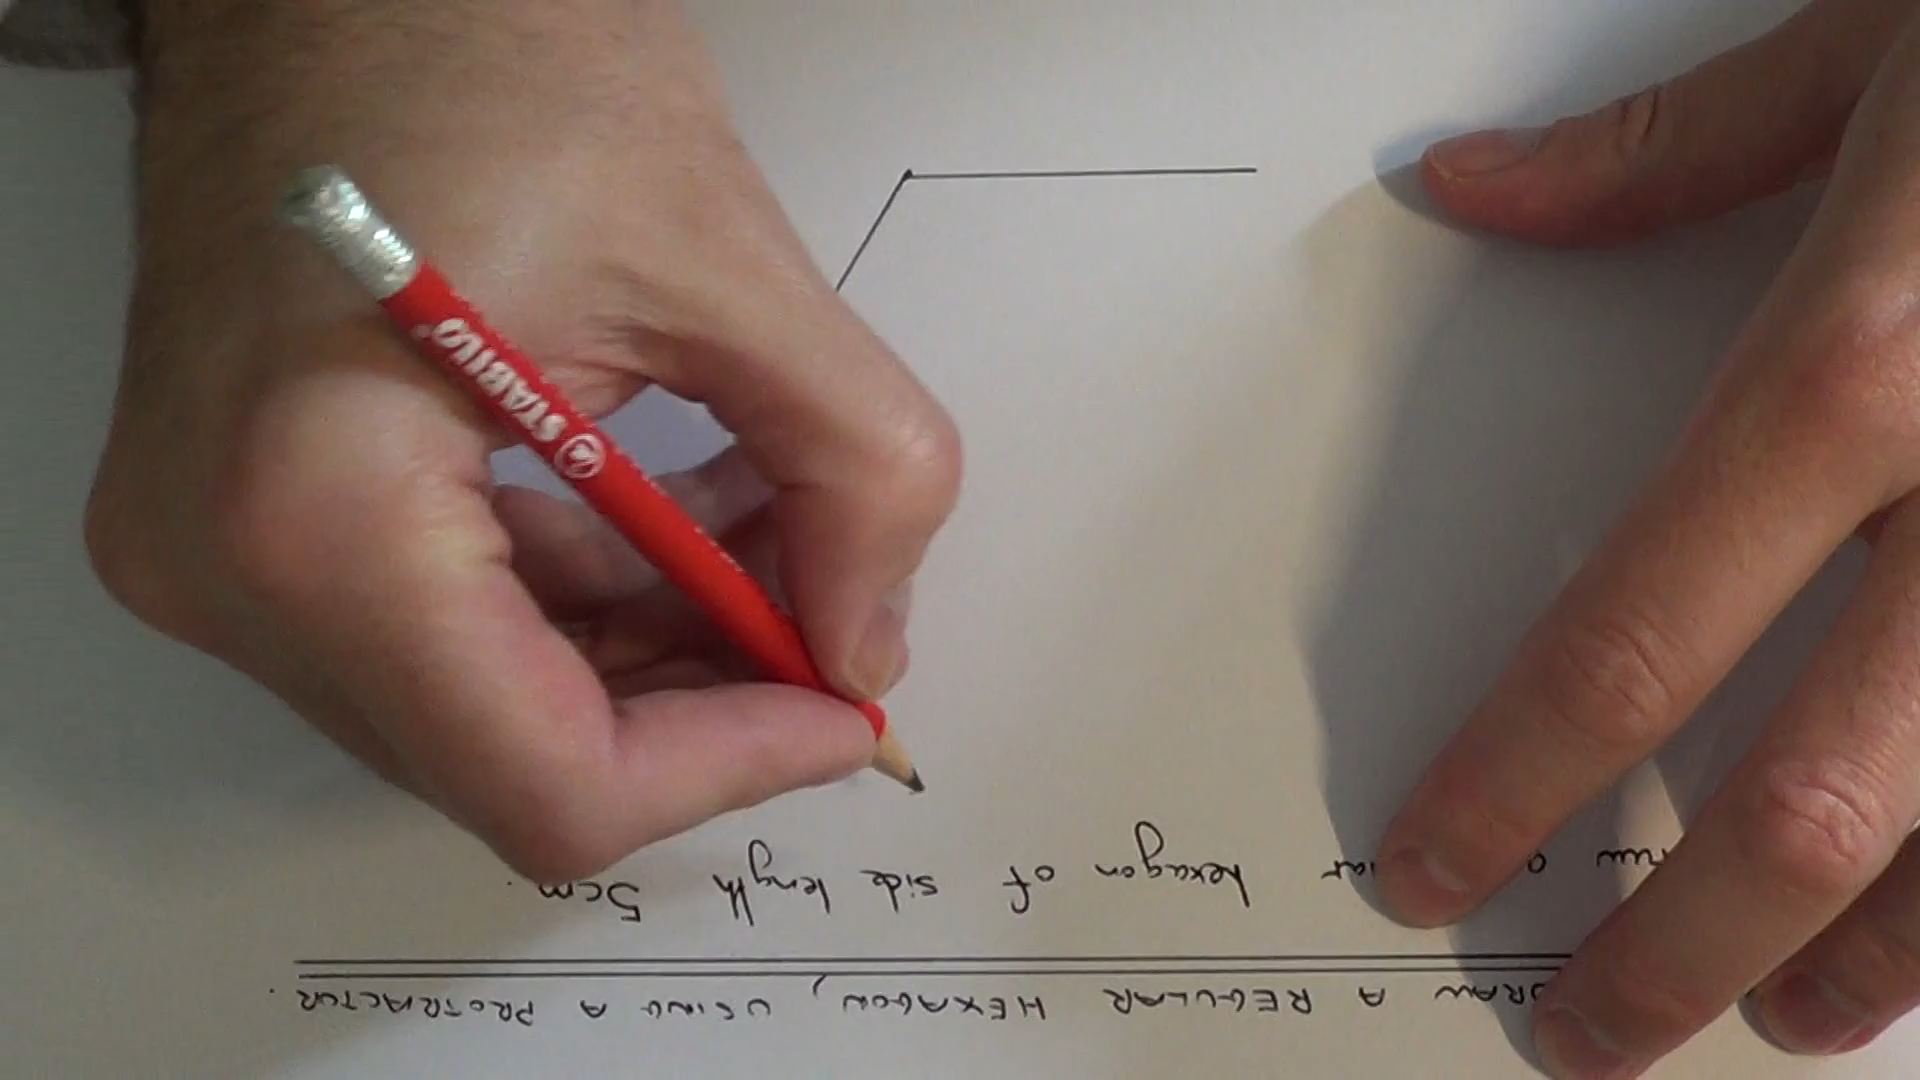 DRAW A REGULAR HEXAGON, USING A PROTRACTOR.
hexagon of side length 5cm.
STABILO